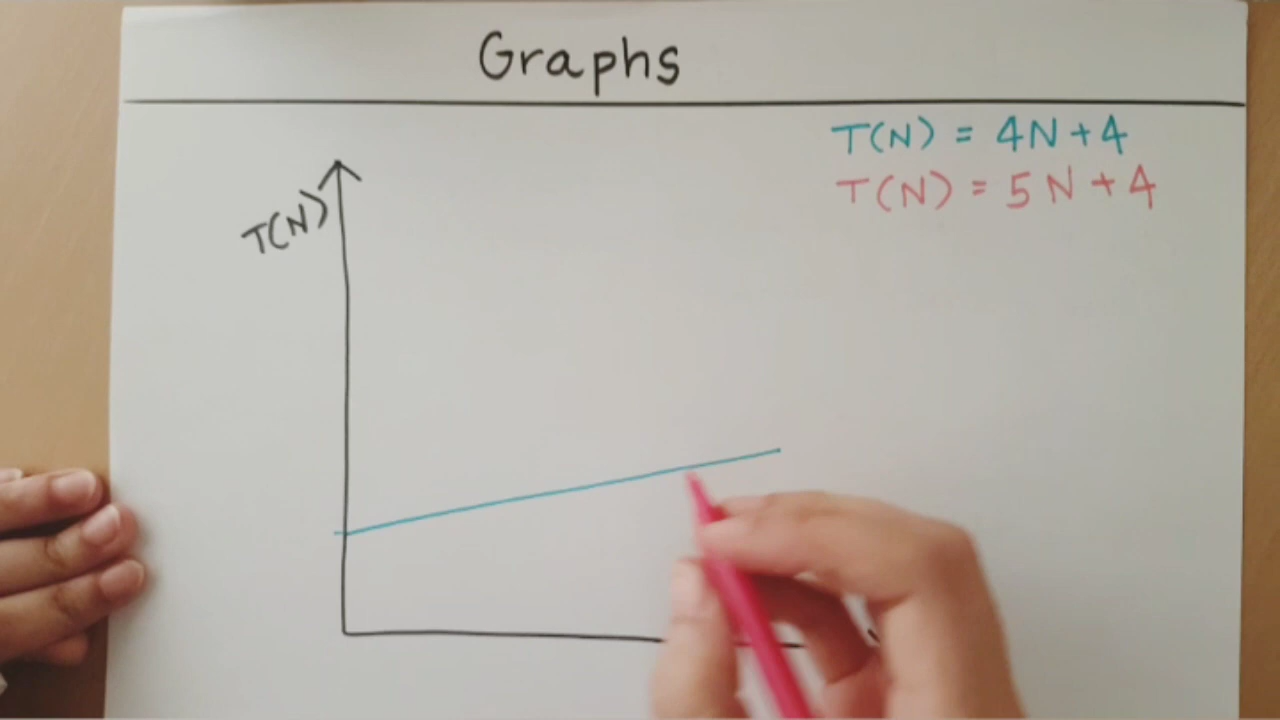 Graphs
T(N) = 4N+4
T(N) = 5N+4
T(N)